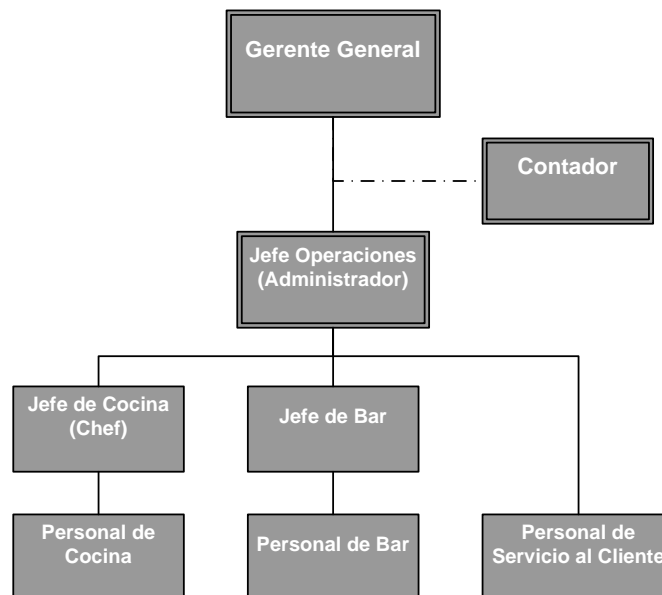 Gerente General
Contador
Jefe Operaciones
(Administrador)
Jefe de Cocina
(Chef)
Jefe de Bar
Personal de
Cocina
Personal de Bar
Personal de
Servicio al Cliente